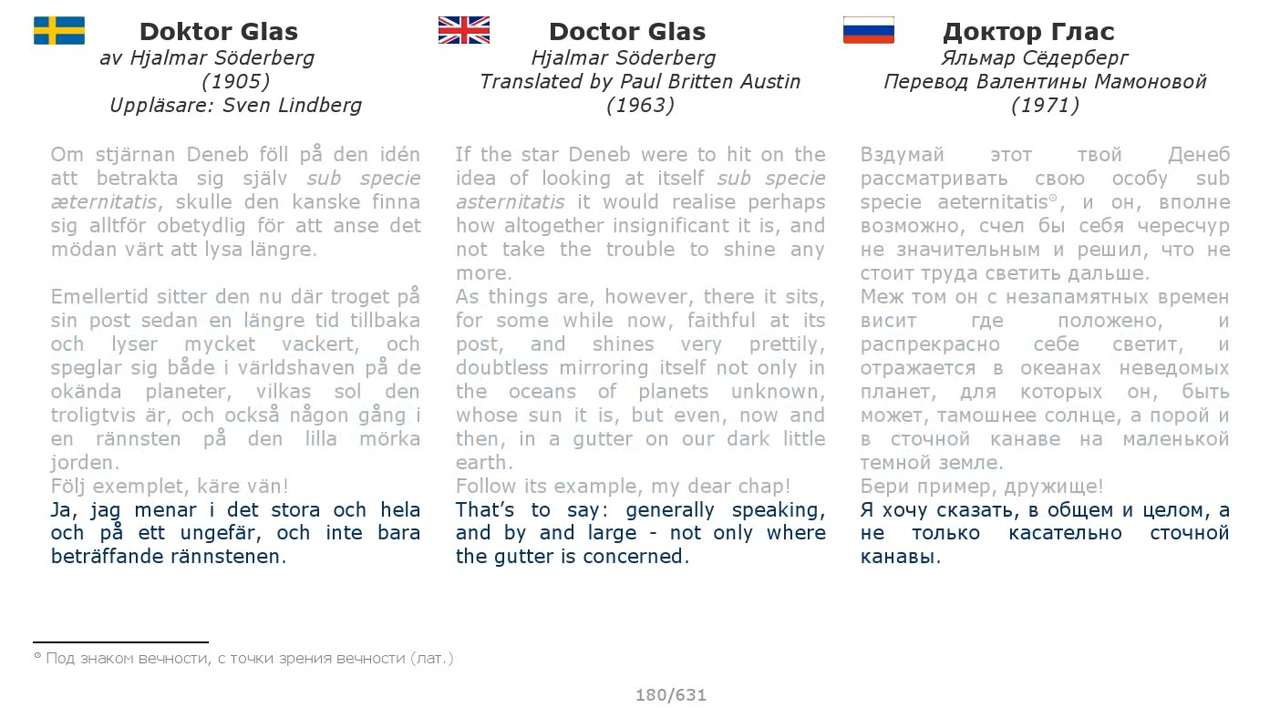 Doktor Glas
av Hjalmar Söderberg
(1905)
Uppläsare: Sven Lindberg
Om stjärnan Deneb föll på den idén
att betrakta sig själv sub specie
æternitatis, skulle den kanske finna
sig alltför obetydlig för att anse det
mödan värt att lysa längre.
Emellertid sitter den nu där troget på
sin post sedan en längre tid tillbaka
och lyser mycket vackert, och
speglar sig både i världshaven på de
okända planeter, vilkas sol den
troligtvis är, och också någon gång i
en rännsten på den lilla mörka
jorden.
Följ exemplet, käre vän!
Ja, jag menar i det stora och hela
och på ett ungefär, och inte bara
beträffande rännstenen.
Doctor Glas
Hjalmar Söderberg
Translated by Paul Britten Austin
(1963)
If the star Deneb were to hit on the
idea of looking at itself sub specie
asternitatis it would realise perhaps
how altogether insignificant it is, and
not take the trouble to shine any
more.
As things are, however, there it sits,
for some while now, faithful at its
post, and shines very prettily,
doubtless mirroring itself not only in
the oceans of planets unknown,
whose sun it is, but even, now and
then, in a gutter on our dark little
earth.
Follow its example, my dear chap!
That’s to say: generally speaking,
and by and large - not only where
the gutter is concerned.
Доктор Глас
Яльмар Сёдерберг
Перевод Валентины Мамоновой
(1971)
Вздумай этот твой Денеб
рассматривать свою особу sub
specie aeternitatis°, и он, вполне
возможно, счел бы себя чересчур
не значительным и решил, что не
стоит труда светить дальше.
Меж том он с незапамятных времен
висит где положено, и
распрекрасно себе светит, и
отражается в океанах неведомых
планет, для которых он, быть
может, тамошнее солнце, а порой и
в сточной канаве на маленькой
темной земле.
Бери пример, дружище!
Я хочу сказать, в общем и целом, а
не только касательно сточной
канавы.
° Под знаком вечности, с точки зрения вечности (лат.)
180/631